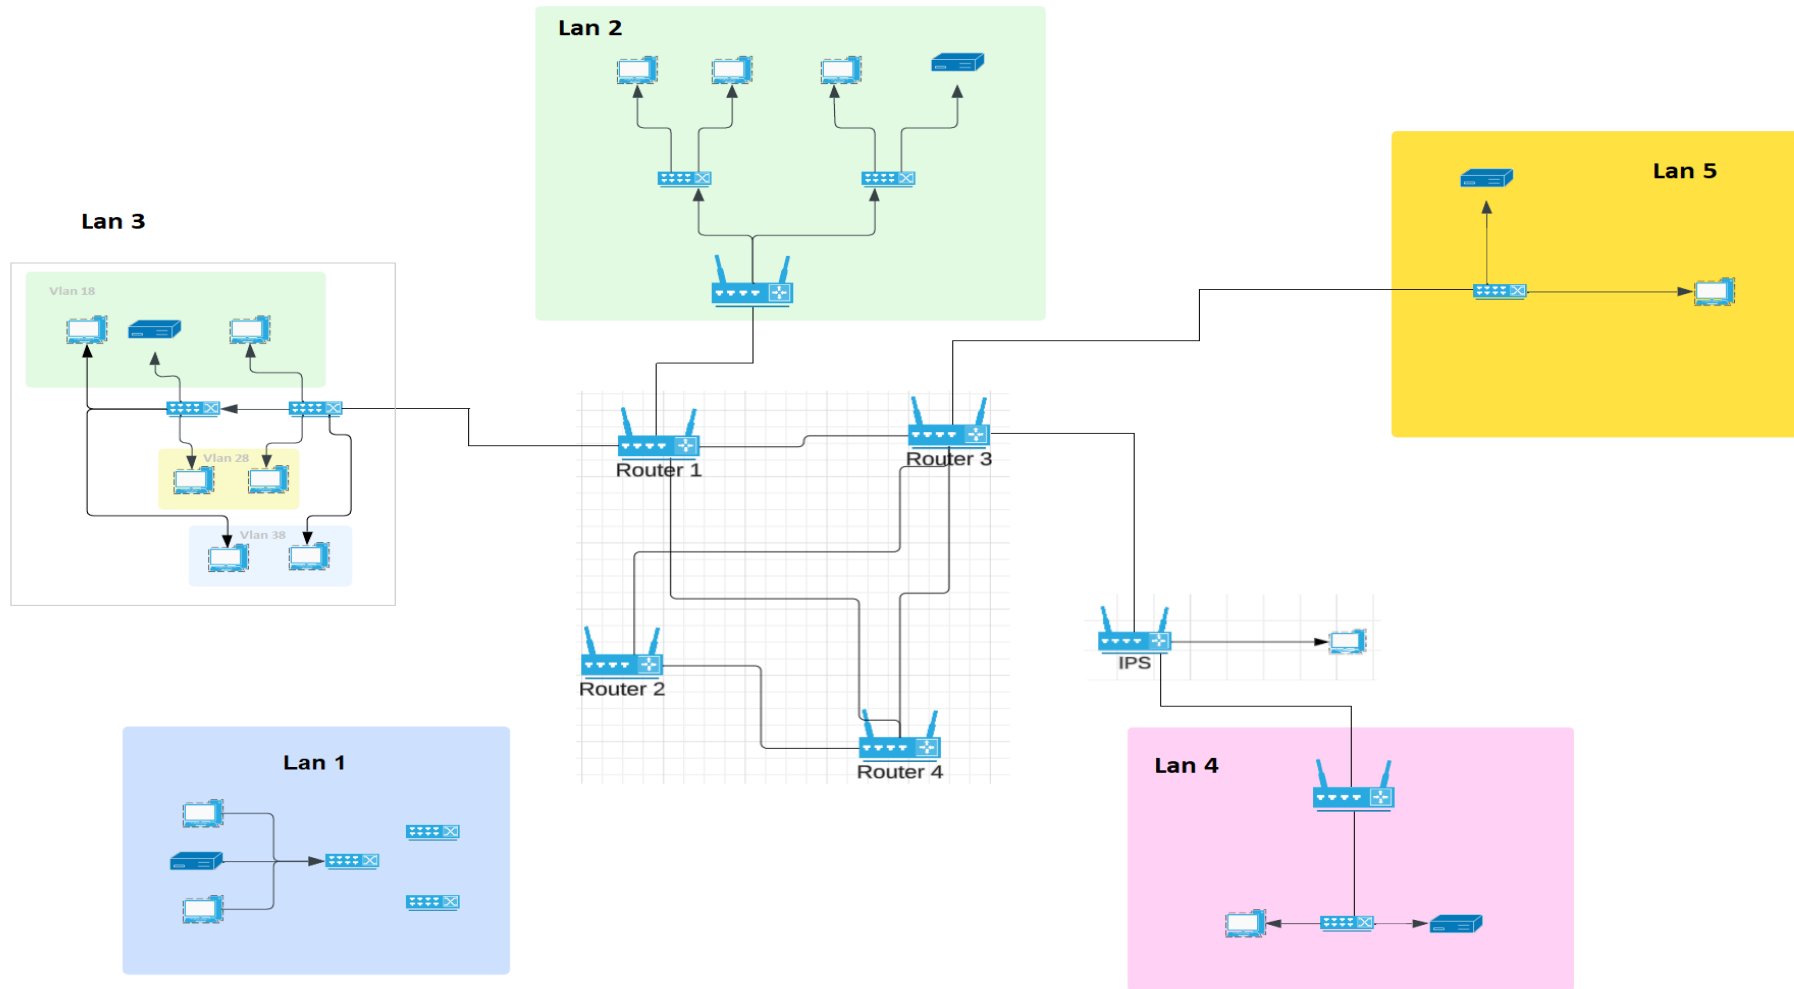 Lan 2
Lan 5
Lan 3
Vlan 18
Router 1
Router 3
Vlan 28
Vlan 38
IPS
Router 2
Lan 1
Lan 4
Router 4